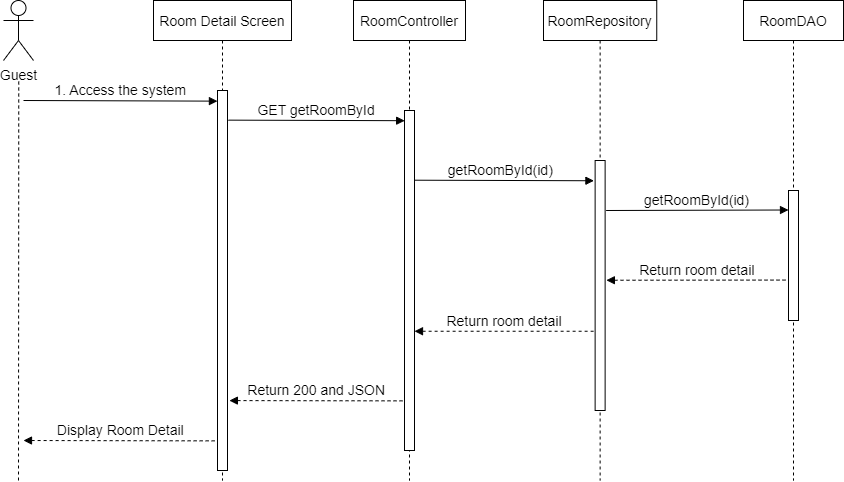 Room Detail Screen
RoomController
RoomRepository
RoomDAO
Guest
1. Access the system
GET getRoomById
getRoomById(id)
getRoomById(id)
Return room detail
Return room detail
Return 200 and JSON
Display Room Detail